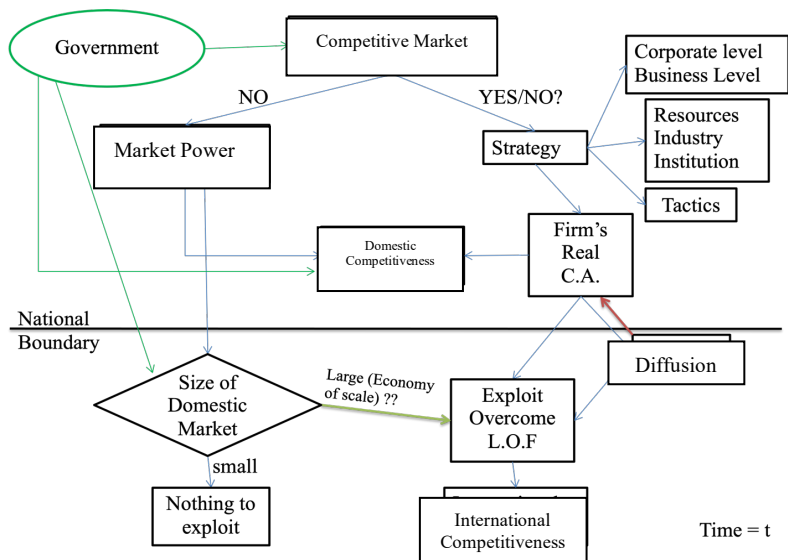 Government
Competitive Market
Corporate level
Business Level
NO
YES/NO?
Resources
Industry
Institution
Market Power
Strategy
Tactics
Firm's
Real
C.A.
Domestic
Competitiveness
National
Boundary
Diffusion
Size of
Domestic
Market
Large (Economy
of scale) ??
Exploit
Overcome
L.O.F
small
Nothing to
exploit
International
Competitiveness
Time = t